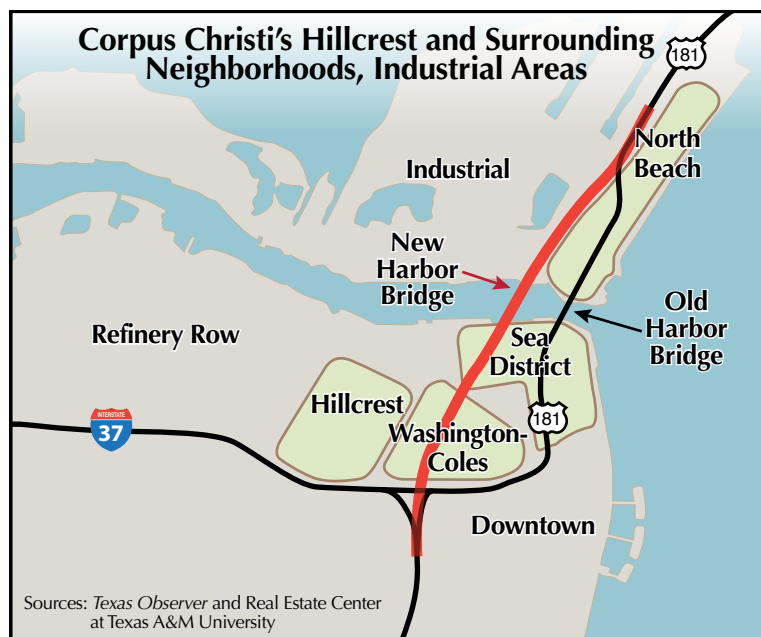 Corpus Christi's Hillcrest and Surrounding
Neighborhoods, Industrial Areas
181
North
Beach
Industrial
New
Harbor
Bridge
Old
Harbor
Bridge
Refinery Row
Sea
District
Hillcrest
181
Washington-
Coles
INTERSTATE
37
Downtown
Sources: Texas Observer and Real Estate Center
at Texas A&M University